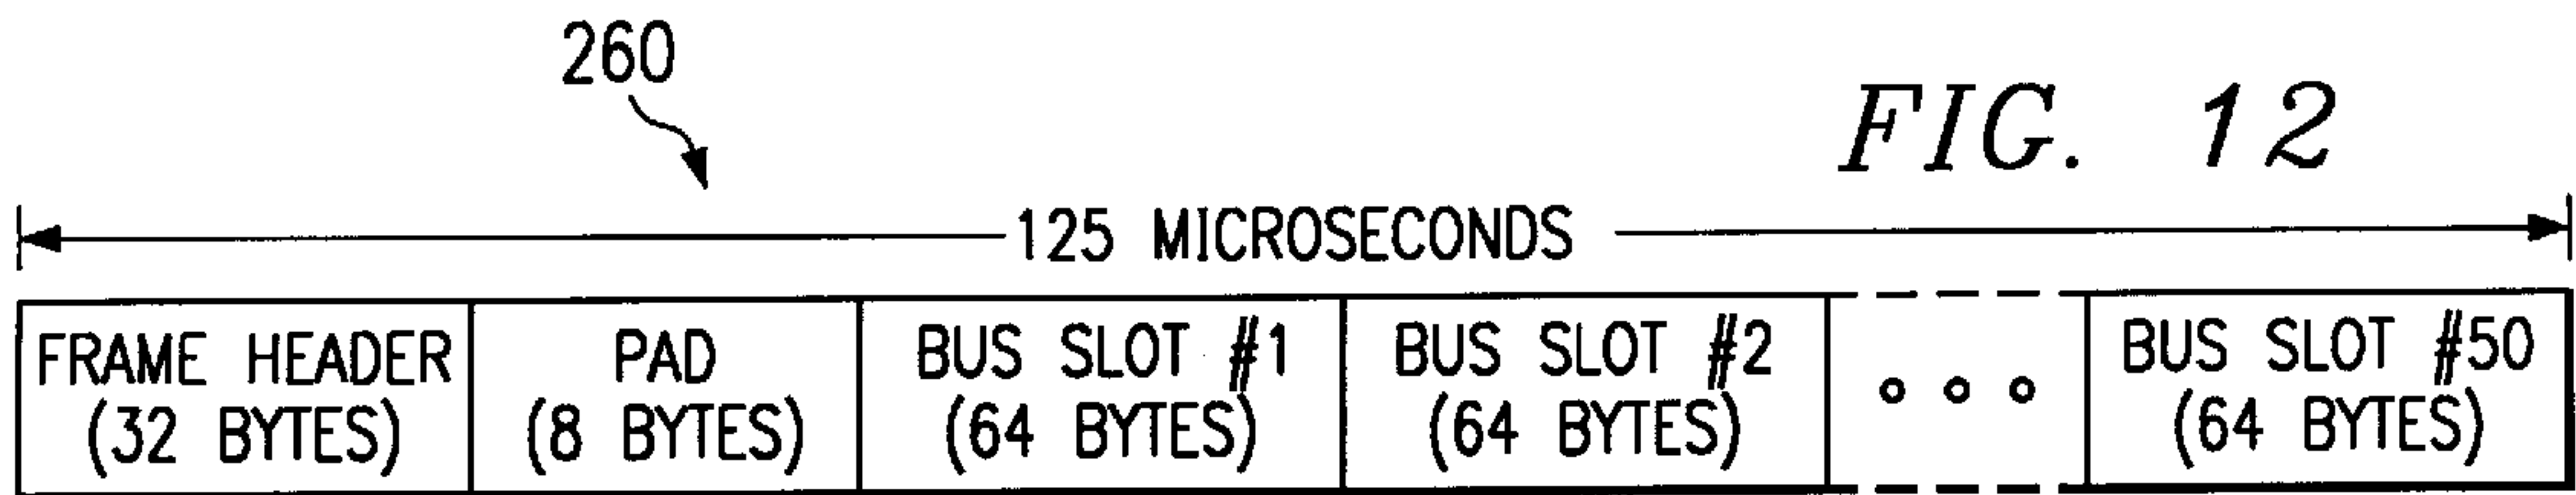 260
FIG. 12
125 MICROSECONDS
FRAME HEADER
(32 BYTES)
PAD
(8 BYTES)
BUS SLOT #1
(64 BYTES)
BUS SLOT #2
(64 BYTES)
BUS SLOT #50
(64 BYTES)